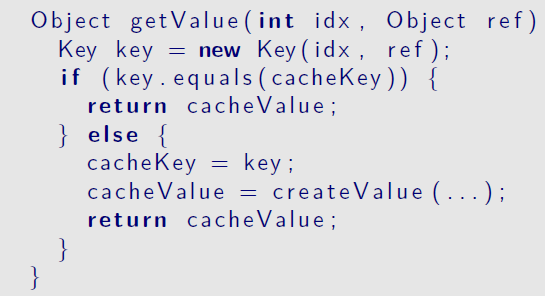 Object getValue(int idx, Object ref)
Key key = new Key(idx, ref);
if (key.equals(cacheKey)) {
return cacheValue;
} else {
cacheKey = key;
cacheValue = createValue(...);
return cacheValue;
}
}